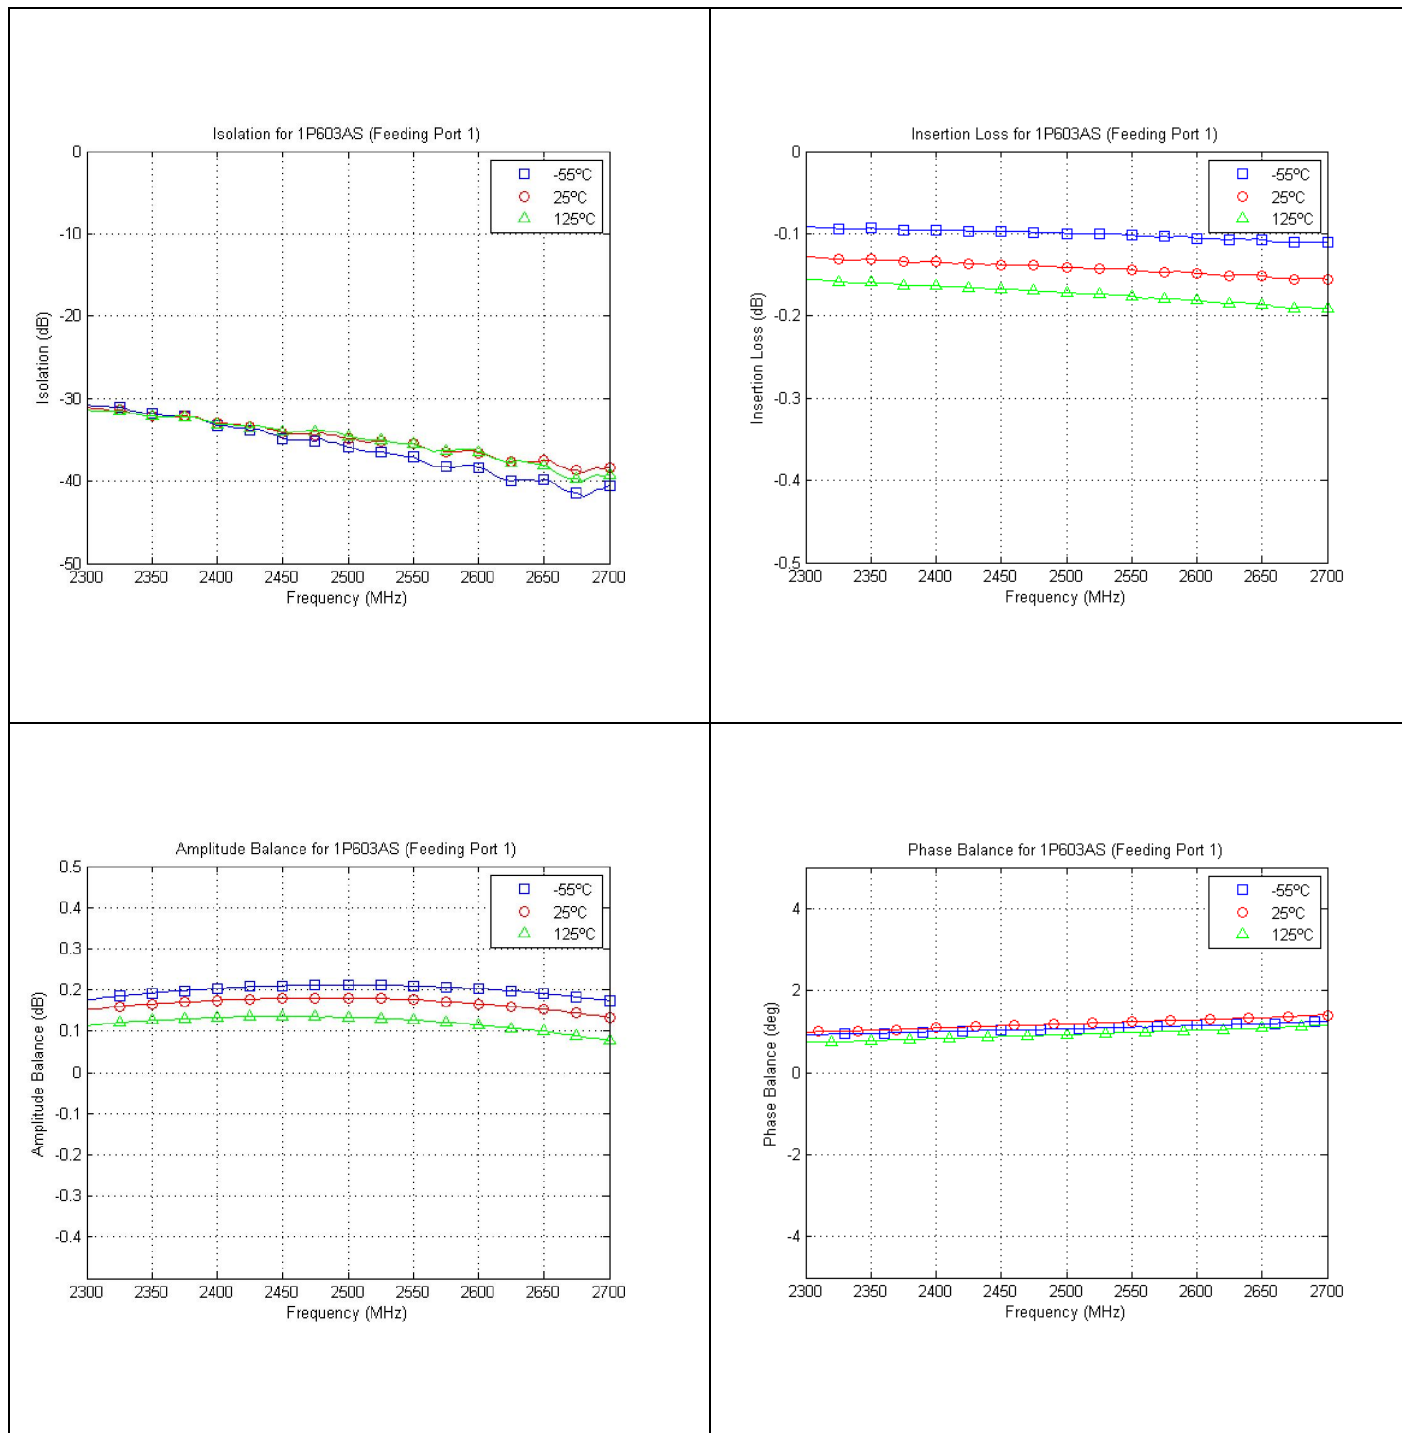 Isolation for 1P603AS (Feeding Port 1)
0
-10
-20
-30
-40
-50
Isolation (dB)
-55ºC
25ºC
125ºC
2300 2350 2400 2450 2500 2550 2600 2650 2700
Frequency (MHz)
Insertion Loss for 1P603AS (Feeding Port 1)
0
-0.1
-0.2
-0.3
-0.4
-0.5
Insertion Loss (dB)
-55ºC
25ºC
125ºC
2300 2350 2400 2450 2500 2550 2600 2650 2700
Frequency (MHz)
Amplitude Balance for 1P603AS (Feeding Port 1)
0.5
0.4
0.3
0.2
0.1
0
-0.1
-0.2
-0.3
-0.4
Amplitude Balance (dB)
-55ºC
25ºC
125ºC
2300 2350 2400 2450 2500 2550 2600 2650 2700
Frequency (MHz)
Phase Balance for 1P603AS (Feeding Port 1)
4
2
0
-2
-4
Phase Balance (deg)
-55ºC
25ºC
125ºC
2300 2350 2400 2450 2500 2550 2600 2650 2700
Frequency (MHz)